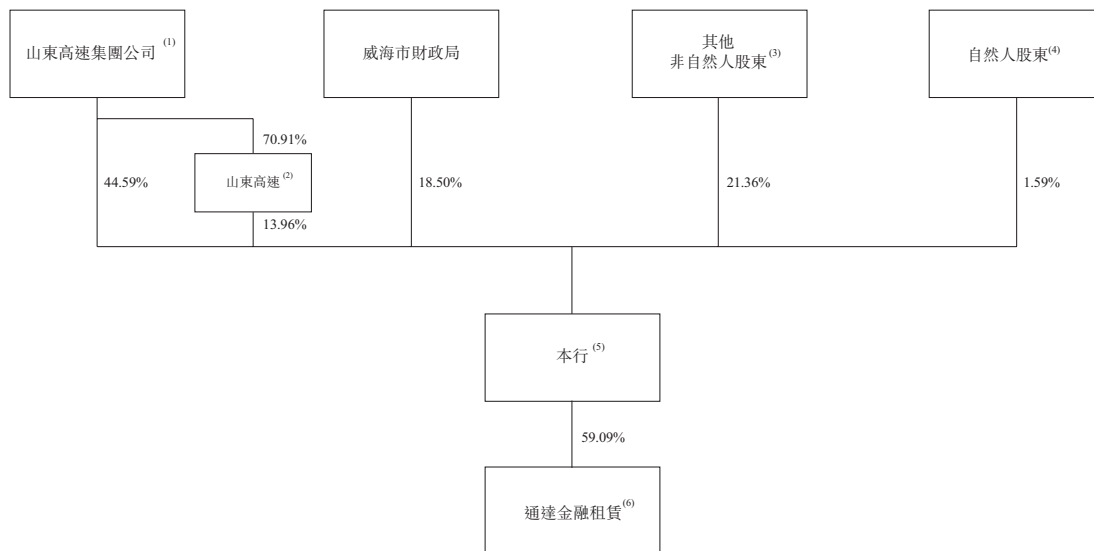 山東高速集團公司 (1)
威海市財政局
其他
非自然人股東(3)
自然人股東(4)
70.91%
山東高速 (2)
44.59%
18.50%
21.36%
1.59%
13.96%
本行 (5)
59.09%
通達金融租賃(6)